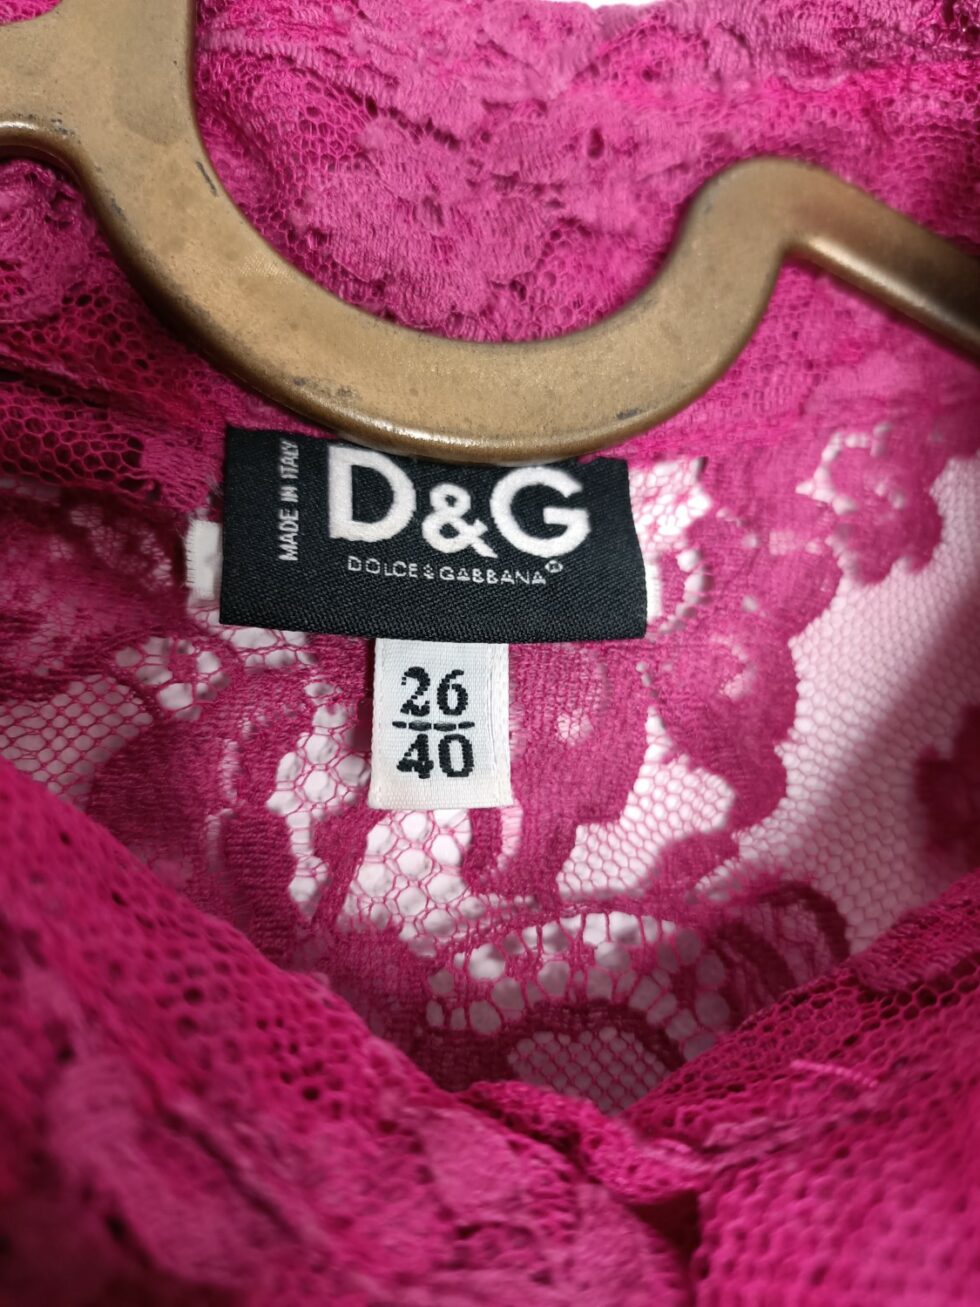 MADE IN ITALY
D&G
DOLCE & GABBANA®
26
40